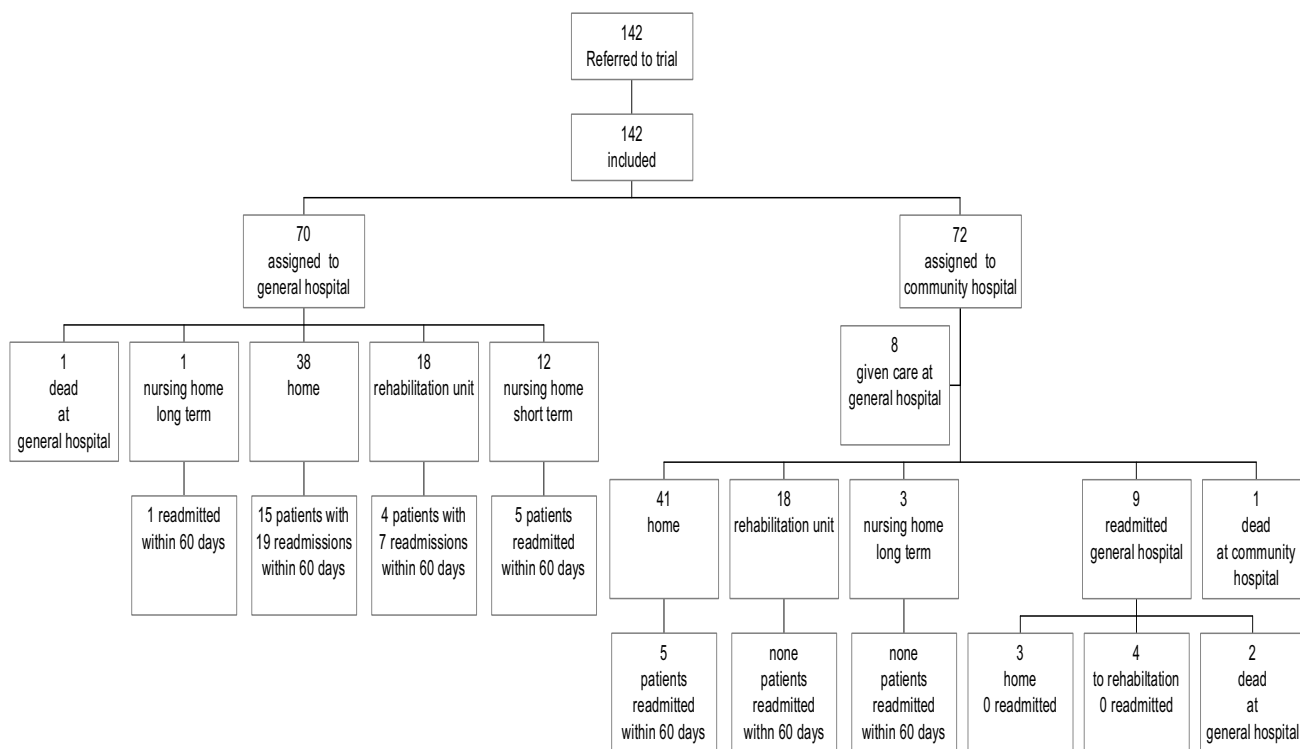 142
Referred to trial
142
included
70
assigned to
general hospital
72
assigned to
community hospital
8
given care at
general hospital
1
dead
at
general hospital
1
nursing home
long term
38
home
18
rehabilitation unit
12
nursing home
short term
1 readmitted
within 60 days
15 patients with
19 readmissions
within 60 days
4 patients with
7 readmissions
within 60 days
5 patients
readmitted
within 60 days
41
home
18
rehabilitation unit
3
nursing home
long term
9
readmitted
general hospital
1
dead
at community
hospital
5
patients
readmitted
within 60 days
none
patients
readmitted
withn 60 days
none
patients
readmitted
within 60 days
3
home
0 readmitted
4
to rehabiltation
0 readmitted
2
dead
at
general hospital